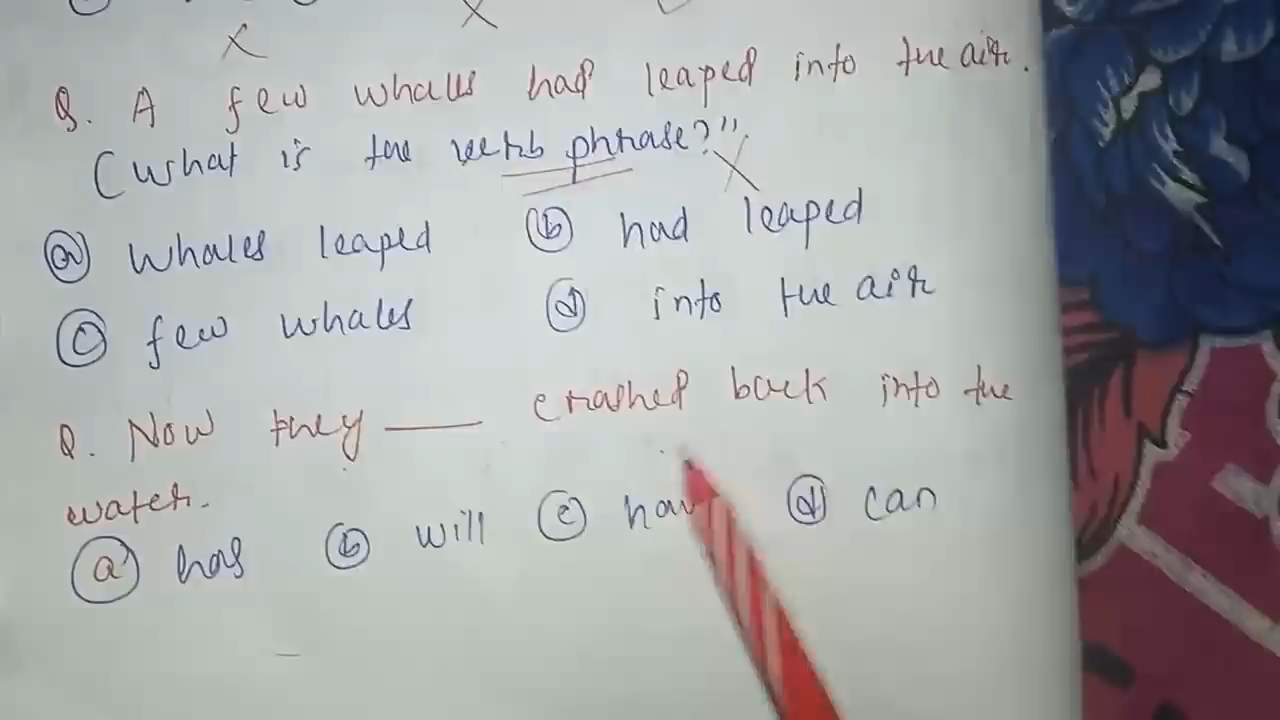 Q. A few whales had leaped into the air.
(what is the verb phrase?"
(a) whales leaped (b) had leaped
(c) few whales (d) into the air
Q. Now they ___ crashed back into the
water.
(a) has (b) will (c) (d) can